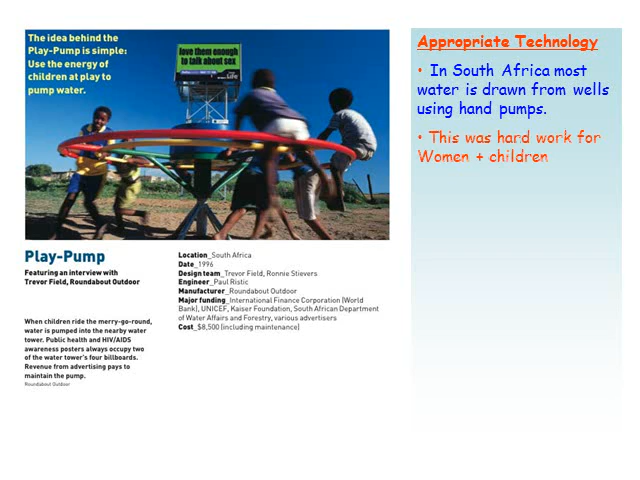 The idea behind the
Play-Pump is simple:
Use the energy of
children at play to
pump water.
love them enough
to talk about sex
Play-Pump
Featuring an interview with
Trevor Field, Roundabout Outdoor
When children ride the merry-go-round,
water is pumped into the nearby water
tower. Public health and HIV/AIDS
awareness posters always occupy two
of the water tower's four billboards.
Revenue from advertising pays to
maintain the pump.
Roundabout Outdoor
Location_South Africa
Date_1996
Design team_Trevor Field, Ronnie Stievers
Engineer_Paul Ristic
Manufacturer_Roundabout Outdoor
Major funding_International Finance Corporation (World
Bank), UNICEF, Kaiser Foundation, South African Department
of Water Affairs and Forestry, various advertisers
Cost_$8,500 (including maintenance)
Appropriate Technology
• In South Africa most
water is drawn from wells
using hand pumps.
• This was hard work for
Women + children